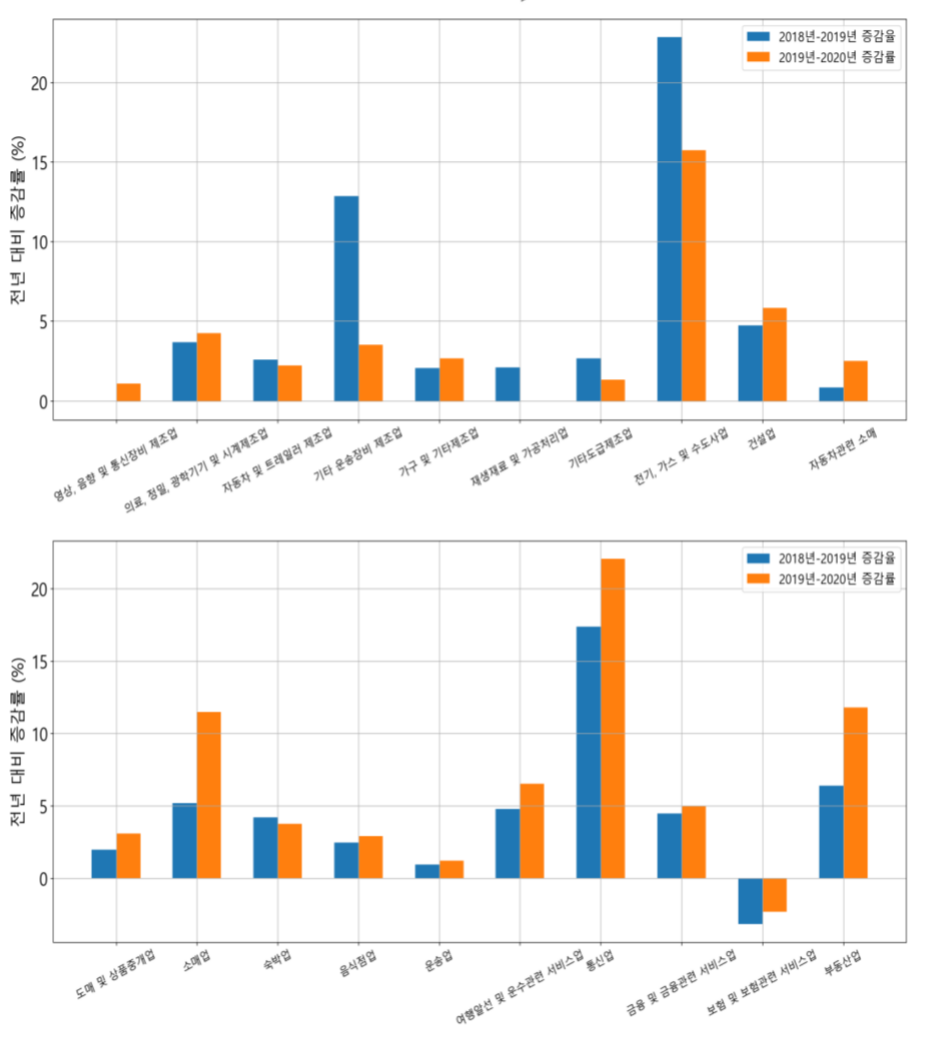 2018년-2019년 증감율
2019년-2020년 증감률
전년 대비 증감률 (%)
20
15
10
5
0
영상, 음향 및 통신장비 제조업
의료, 정밀, 광학기기 및 시계제조업
자동차 및 트레일러 제조업
기타 운송장비 제조업
가구 및 기타제조업
재생재료 및 가공처리업
기타도급제조업
전기, 가스 및 수도사업
건설업
자동차관련 소매
2018년-2019년 증감율
2019년-2020년 증감률
전년 대비 증감률 (%)
20
15
10
5
0
도매 및 상품중개업
소매업
숙박업
음식점업
운송업
여행알선 및 운수관련 서비스업
통신업
금융 및 금융관련 서비스업
보험 및 보험관련 서비스업
부동산업